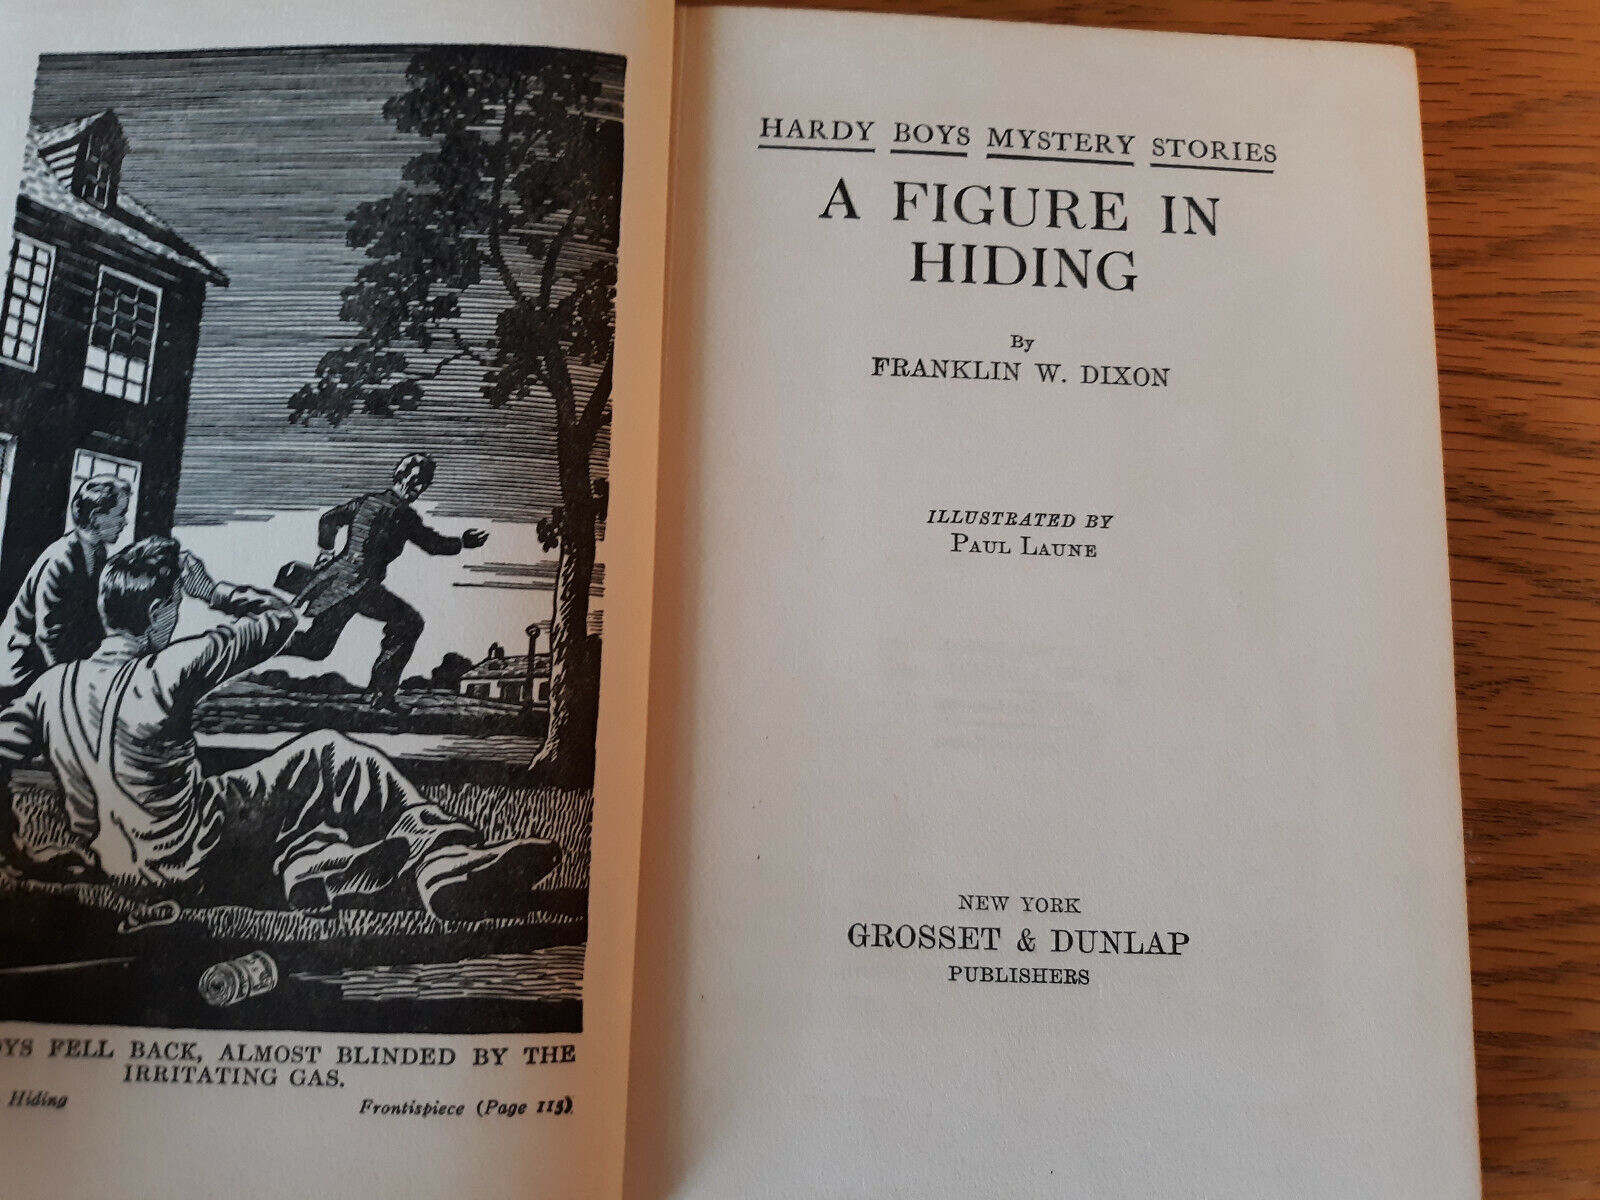 FELL BACK, ALMOST BLINDED BY THE
IRRITATING GAS.
Hiding
Frontispiece (Page 115)
HARDY BOYS MYSTERY STORIES
A FIGURE IN
HIDING
By
FRANKLIN W. DIXON
ILLUSTRATED BY
PAUL LAUNE
NEW YORK
GROSSET & DUNLAP
PUBLISHERS